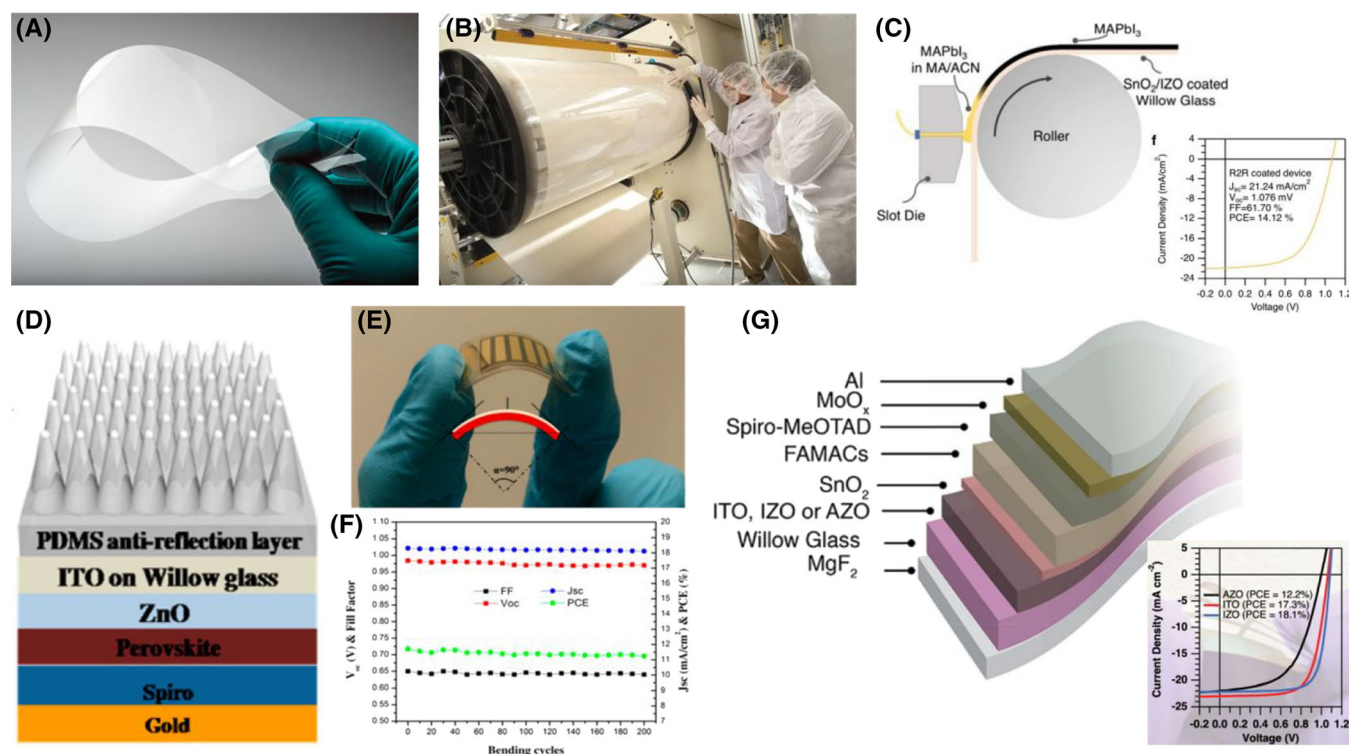 (A)
(B)
(C)
MAPbI3
MAPbI3
in MA/ACN
SnO2/IZO coated
Willow Glass
Roller
Slot Die
f
R2R coated device
Jsc= 21.24 mA/cm2
Voc= 1.076 mV
FF=61.70 %
PCE= 14.12 %
Current Density (mA/cm2)
4
0
-4
-8
-12
-16
-20
-24
-0.2 0.0 0.2 0.4 0.6 0.8 1.0 1.2
Voltage (V)
(D)
PDMS anti-reflection layer
ITO on Willow glass
ZnO
Perovskite
Spiro
Gold
(E)
α=90°
(F)
Voc (V) & Fill Factor
1.10
1.05
1.00
0.95
0.90
0.85
0.80
0.75
0.70
0.65
0.60
0.55
0.50
FF Jsc
Voc PCE
20
19
18
17
16
15
14
13
12
11
10
9
8
7
Jsc (mA/cm2) & PCE (%)
0 20 40 60 80 100 120 140 160 180 200
Bending cycles
(G)
Al
MoOx
Spiro-MeOTAD
FAMACs
SnO2
ITO, IZO or AZO
Willow Glass
MgF2
Current Density (mA cm-2)
5
0
-5
-10
-15
-20
-25
AZO (PCE = 12.2%)
ITO (PCE = 17.3%)
IZO (PCE = 18.1%)
-0.2 0.0 0.2 0.4 0.6 0.8 1.0 1.2
Voltage (V)